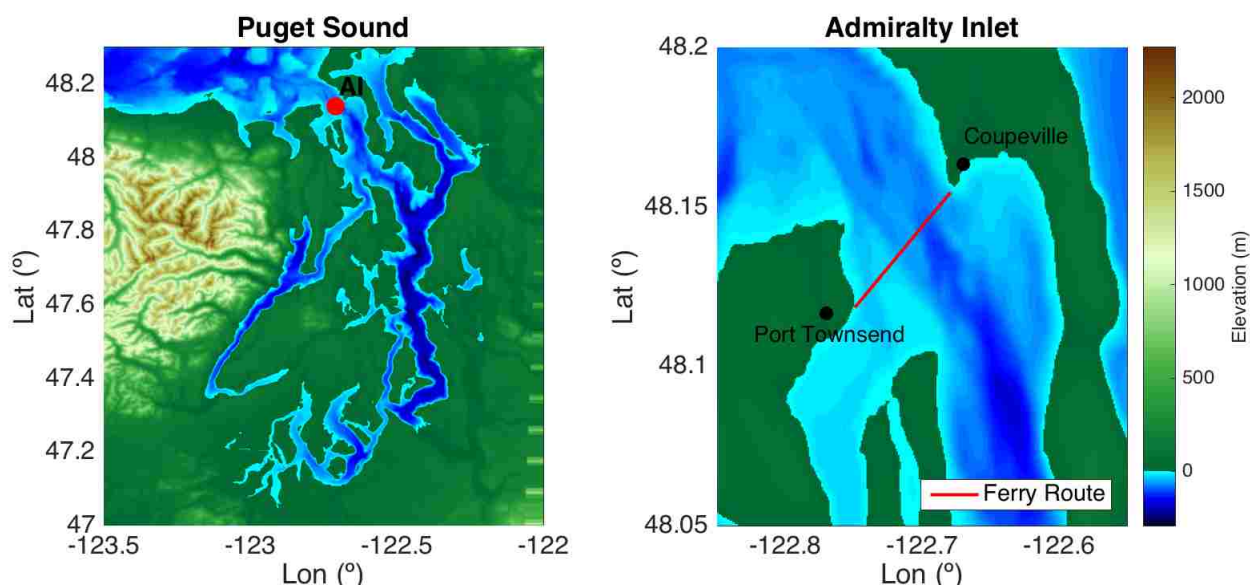 Puget Sound
48.2
48
47.8
47.6
47.4
47.2
47
Lat (º)
-123.5
-123
-122.5
-122
Lon (º)
AI
Admiralty Inlet
48.2
48.15
48.1
48.05
Lat (º)
-122.8
-122.7
-122.6
Lon (º)
Coupeville
Port Townsend
Ferry Route
2000
1500
1000
500
0
Elevation (m)